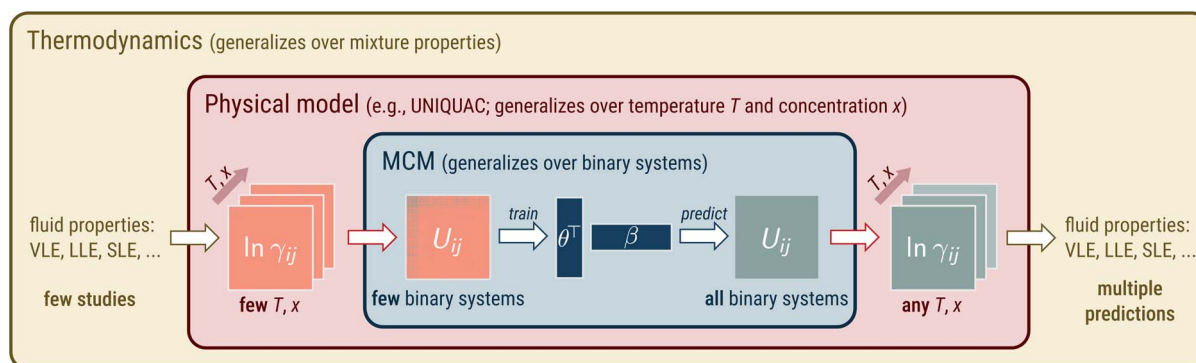 Thermodynamics (generalizes over mixture properties)
Physical model (e.g., UNIQUAC; generalizes over temperature T and concentration x)
MCM (generalizes over binary systems)
fluid properties:
VLE, LLE, SLE, ...
few studies
T, x
ln γij
few T, x
Uij
few binary systems
train
θ⊤
β
predict
Uij
all binary systems
T, x
ln γij
any T, x
fluid properties:
VLE, LLE, SLE, ...
multiple
predictions